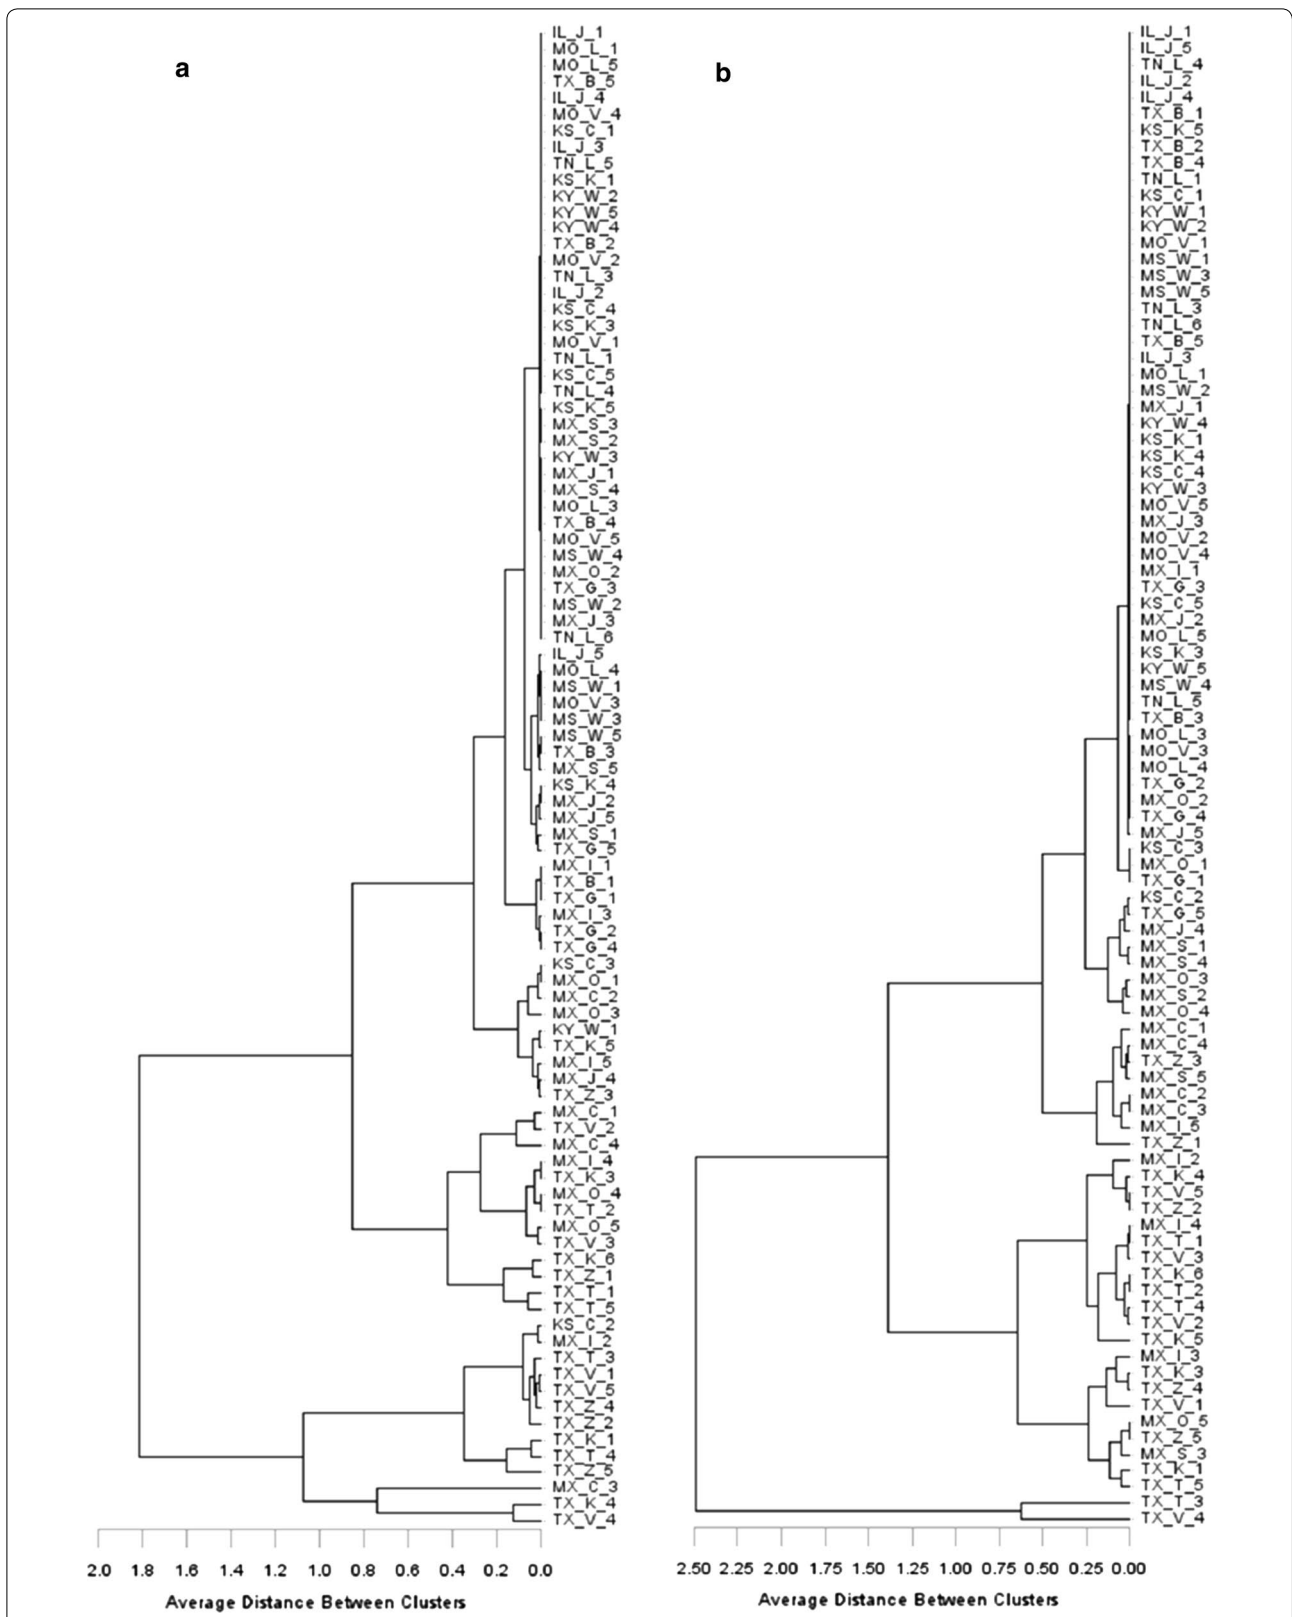 a
IL_J_1
MO_L_1
MO_L_5
TX_B_5
IL_J_4
MO_V_4
KS_C_1
IL_J_3
TN_L_5
KS_K_1
KY_W_2
KY_W_5
KY_W_4
TX_B_2
MO_V_2
TN_L_3
IL_J_2
KS_C_4
KS_K_3
MO_V_1
TN_L_1
KS_C_5
TN_L_4
KS_K_5
MX_S_3
MX_S_2
KY_W_3
MX_J_1
MX_S_4
MO_L_3
TX_B_4
MO_V_5
MS_W_4
MX_O_2
TX_G_3
MS_W_2
MX_J_3
TN_L_6
IL_J_5
MO_L_4
MS_W_1
MO_V_3
MS_W_3
MS_W_5
TX_B_3
MX_S_5
KS_K_4
MX_J_2
MX_J_5
MX_S_1
TX_G_5
MX_I_1
TX_B_1
TX_G_1
MX_I_3
TX_G_2
TX_G_4
KS_C_3
MX_O_1
MX_C_2
MX_O_3
KY_W_1
TX_K_5
MX_I_5
MX_J_4
TX_Z_3
MX_C_1
TX_V_2
MX_C_4
MX_I_4
TX_K_3
MX_O_4
TX_T_2
MX_O_5
TX_V_3
TX_K_6
TX_Z_1
TX_T_1
TX_T_5
KS_C_2
MX_I_2
TX_T_3
TX_V_1
TX_V_5
TX_Z_4
TX_Z_2
TX_K_1
TX_T_4
TX_Z_5
MX_C_3
TX_K_4
TX_V_4
2.0 1.8 1.6 1.4 1.2 1.0 0.8 0.6 0.4 0.2 0.0
Average Distance Between Clusters
b
IL_J_1
IL_J_5
TN_L_4
IL_J_2
IL_J_4
TX_B_1
KS_K_5
TX_B_2
TX_B_4
TN_L_1
KS_C_1
KY_W_1
KY_W_2
MO_V_1
MS_W_1
MS_W_3
MS_W_5
TN_L_3
TN_L_6
TX_B_5
IL_J_3
MO_L_1
MS_W_2
MX_J_1
KY_W_4
KS_K_1
KS_K_4
KS_C_4
KY_W_3
MO_V_5
MX_J_3
MO_V_2
MO_V_4
MX_I_1
TX_G_3
KS_C_5
MX_J_2
MO_L_5
KS_K_3
KY_W_5
MS_W_4
TN_L_5
TX_B_3
MO_L_3
MO_V_3
MO_L_4
TX_G_2
MX_O_2
TX_G_4
MX_J_5
KS_C_3
MX_O_1
TX_G_1
KS_C_2
TX_G_5
MX_J_4
MX_S_1
MX_S_4
MX_O_3
MX_S_2
MX_O_4
MX_C_1
MX_C_4
TX_Z_3
MX_S_5
MX_C_2
MX_C_3
MX_I_5
TX_Z_1
MX_I_2
TX_K_4
TX_V_5
TX_Z_2
MX_I_4
TX_T_1
TX_V_3
TX_K_6
TX_T_2
TX_T_4
TX_V_2
TX_K_5
MX_I_3
TX_K_3
TX_Z_4
TX_V_1
MX_O_5
TX_Z_5
MX_S_3
TX_K_1
TX_T_5
TX_T_3
TX_V_4
2.50 2.25 2.00 1.75 1.50 1.25 1.00 0.75 0.50 0.25 0.00
Average Distance Between Clusters